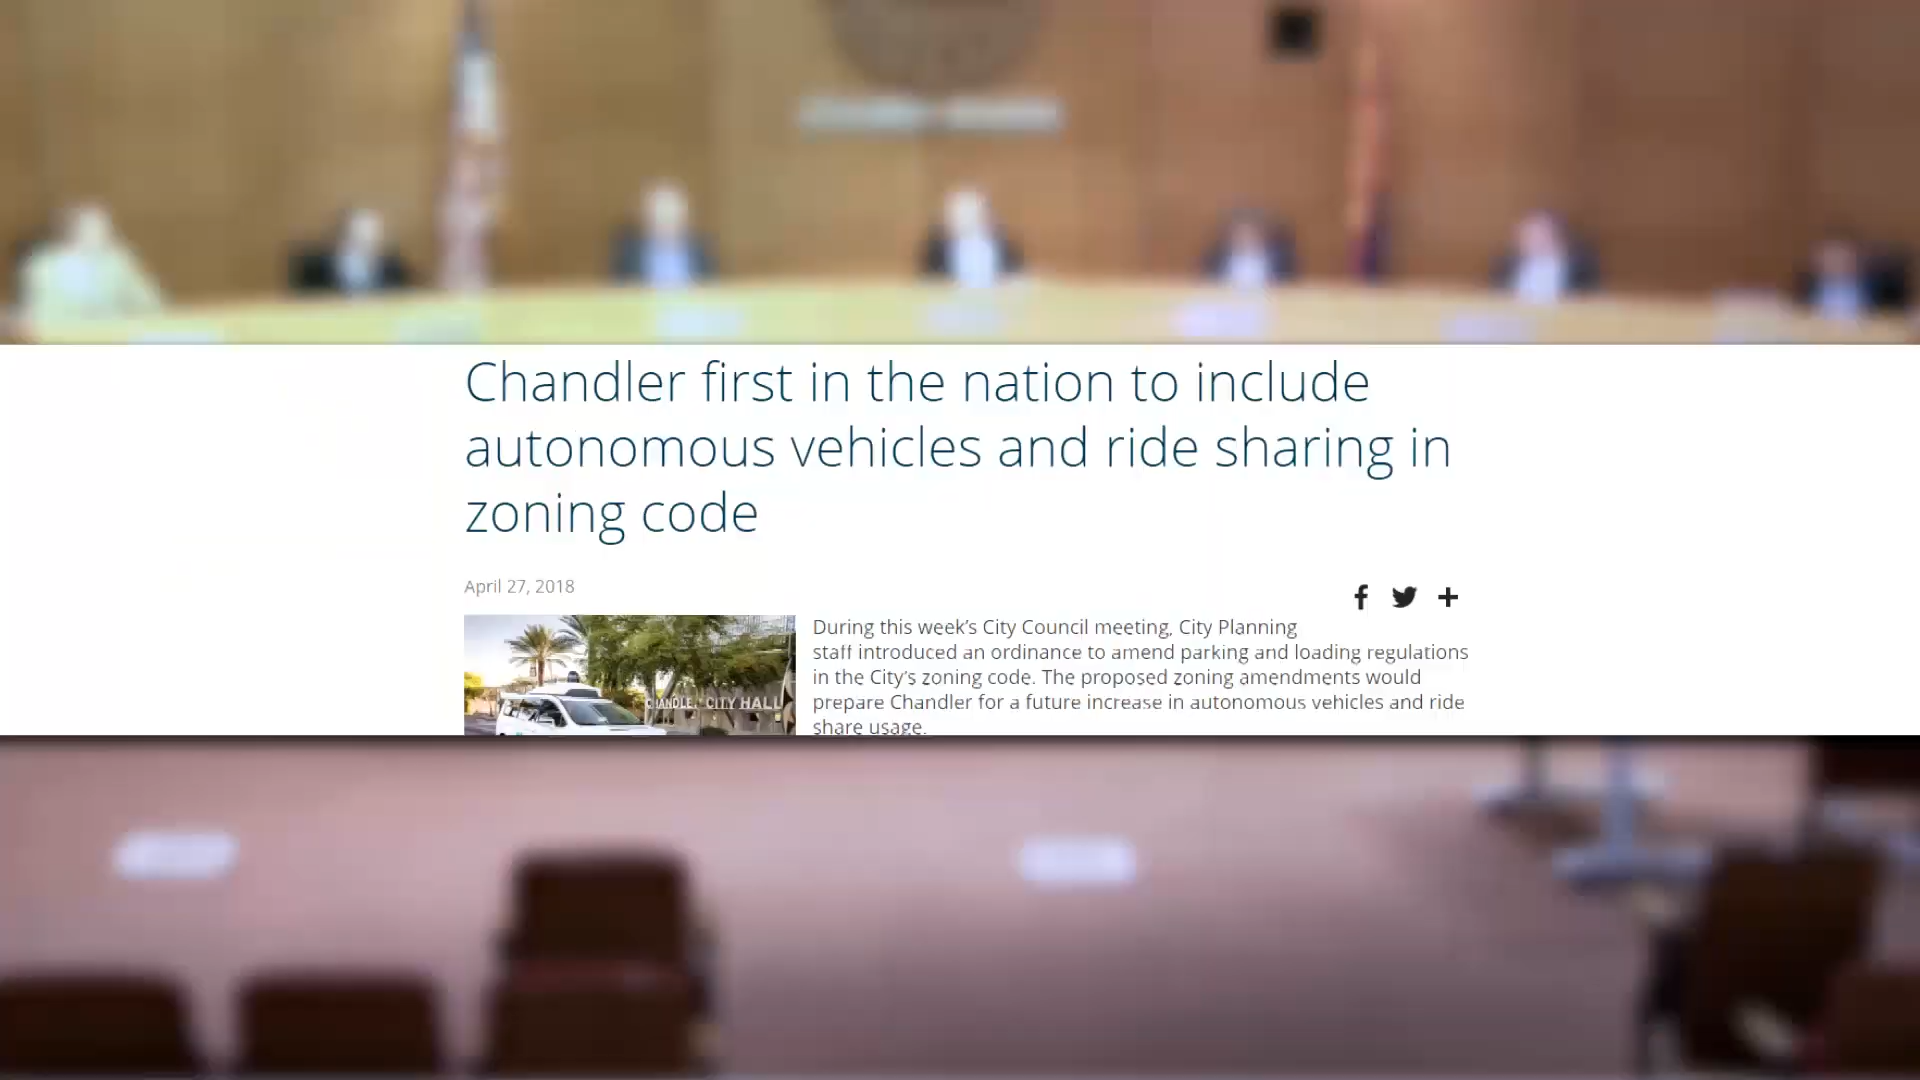 Chandler first in the nation to include
autonomous vehicles and ride sharing in
zoning code
April 27, 2018
During this week's City Council meeting, City Planning
staff introduced an ordinance to amend parking and loading regulations
in the City's zoning code. The proposed zoning amendments would
prepare Chandler for a future increase in autonomous vehicles and ride
share usage.
CHANDLE CITY HALL